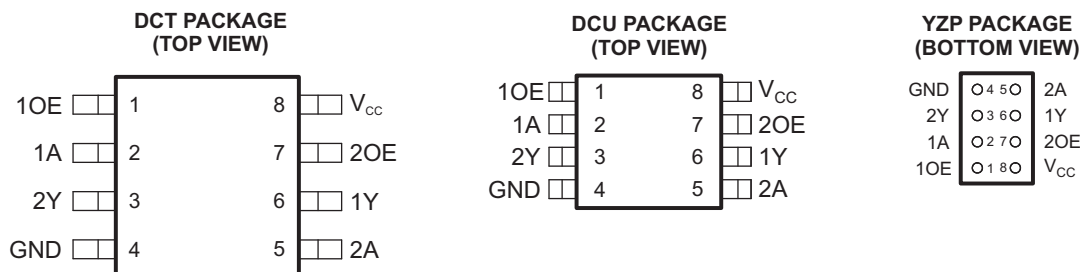 DCT PACKAGE
(TOP VIEW)
1OE 1 8 VCC
1A 2 7 2OE
2Y 3 6 1Y
GND 4 5 2A
DCU PACKAGE
(TOP VIEW)
1OE 1 8 VCC
1A 2 7 2OE
2Y 3 6 1Y
GND 4 5 2A
YZP PACKAGE
(BOTTOM VIEW)
GND 4 5 2A
2Y 3 6 1Y
1A 2 7 2OE
1OE 1 8 VCC